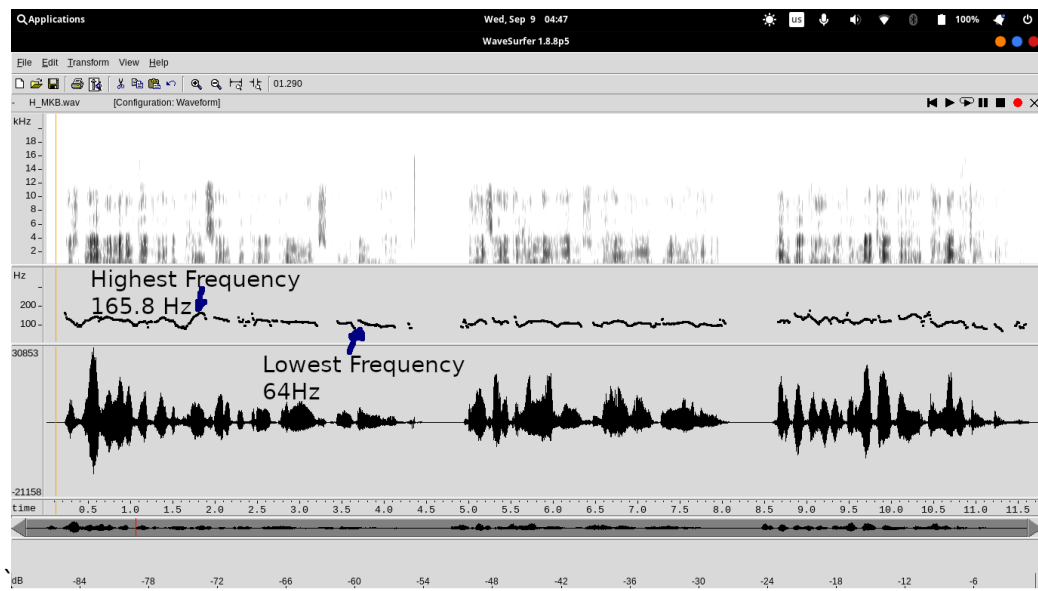 Applications Wed, Sep 9 04:47 us 100%
WaveSurfer 1.8.8p5
File Edit Transform View Help
01.290
- H_MKB.wav [Configuration: Waveform]
kHz
18
16
14
12
10
8
6
4
2
Hz
200
100
Highest Frequency
165.8 Hz
30853
Lowest Frequency
64Hz
-21158
time 0.5 1.0 1.5 2.0 2.5 3.0 3.5 4.0 4.5 5.0 5.5 6.0 6.5 7.0 7.5 8.0 8.5 9.0 9.5 10.0 10.5 11.0 11.5
dB -84 -78 -72 -66 -60 -54 -48 -42 -36 -30 -24 -18 -12 -6